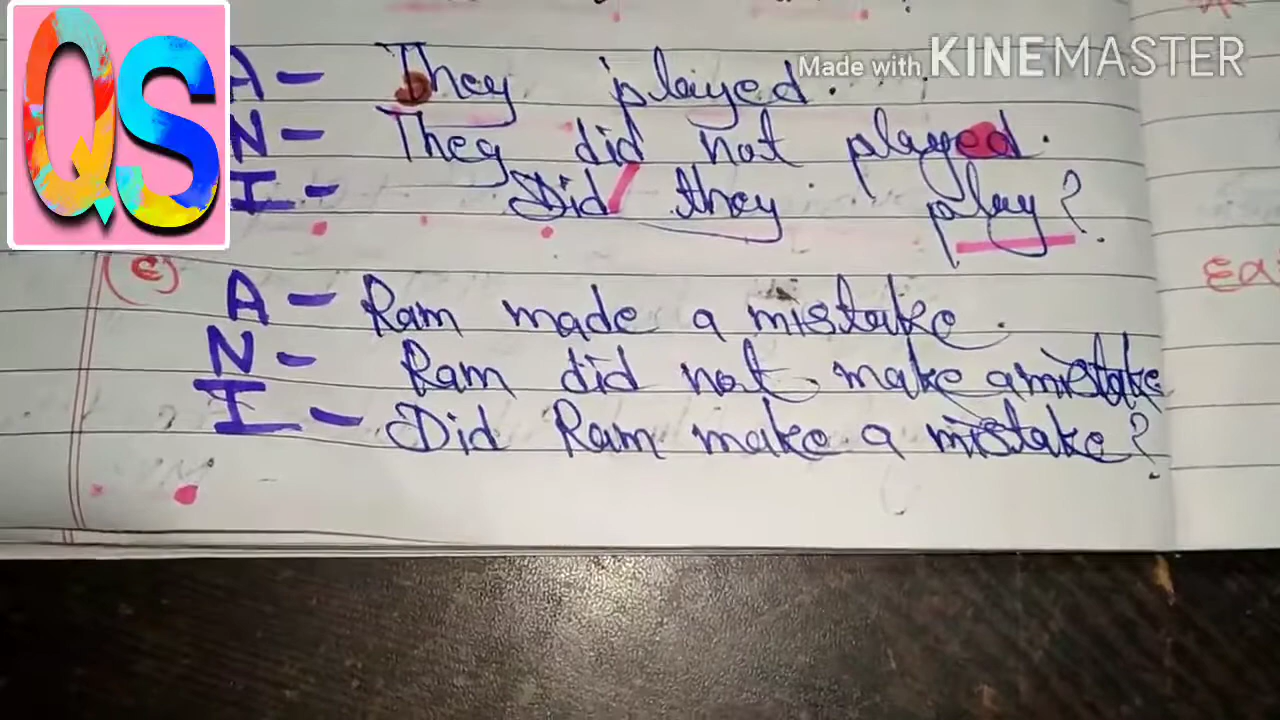 QS
Made with KINEMASTER
A - They played.
N - They did not played.
I - Did they play?
(c)
A - Ram made a mistake.
N - Ram did not make a mistake
I - Did Ram make a mistake?